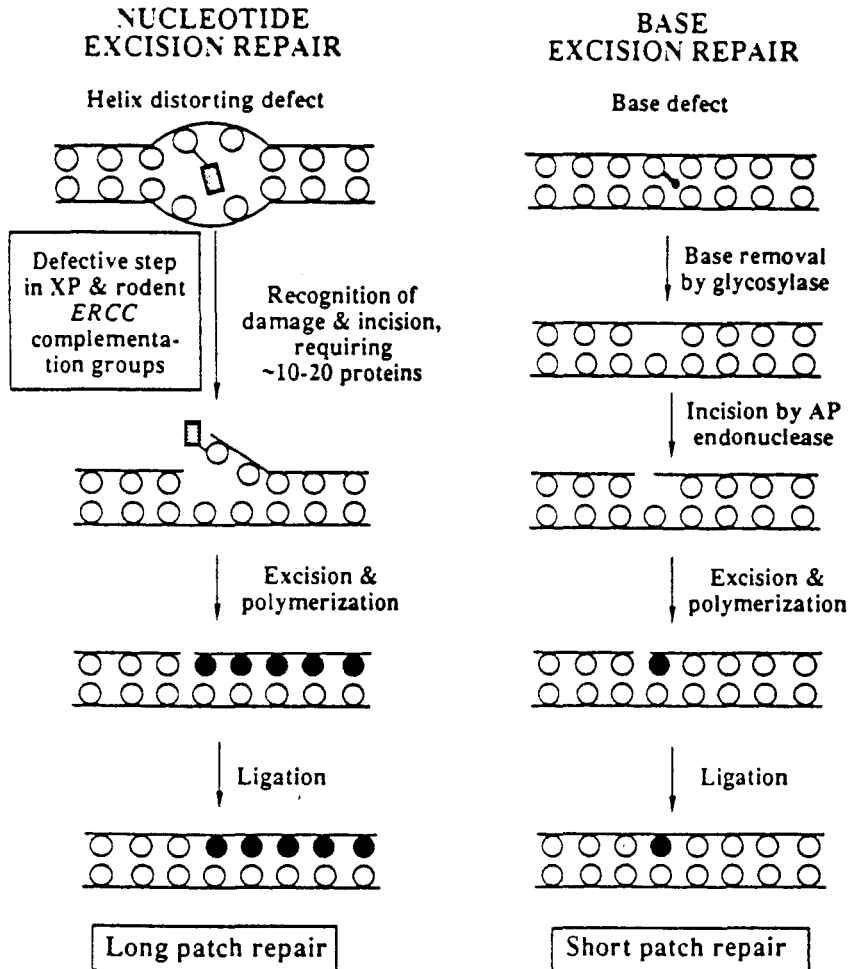 NUCLEOTIDE
EXCISION REPAIR
Helix distorting defect
Defective step
in XP & rodent
ERCC
complementa-
tion groups
Recognition of
damage & incision,
requiring
~10-20 proteins
Excision &
polymerization
Ligation
Long patch repair
BASE
EXCISION REPAIR
Base defect
Base removal
by glycosylase
Incision by AP
endonuclease
Excision &
polymerization
Ligation
Short patch repair